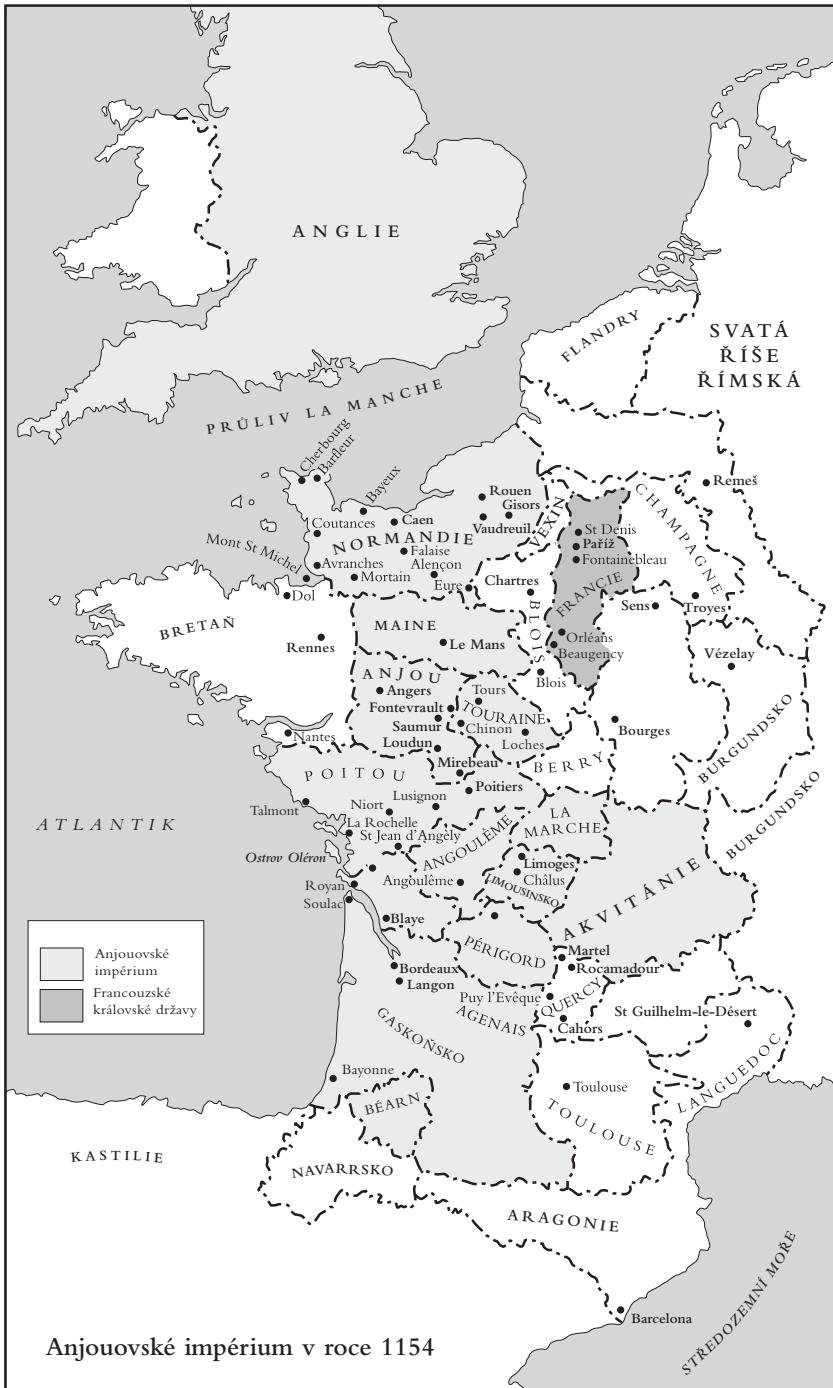 ANGLIE
FLANDRY
SVATÁ
ŘÍŠE
ŘÍMSKÁ
PRŮLIV LA MANCHE
Cherbourg
Barfleur
Bayeux
Rouen
Gisors
Remeš
Coutances
Caen
Vaudreuil
VEXIN
CHAMPAGNE
St Denis
NORMANDIE
Paříž
Mont St Michel
Falaise
Fontainebleau
Avranches
Alençon
Mortain
Eure
Chartres
FRANCIE
Dol
BLOIS
Sens
Troyes
BRETAŇ
MAINE
Rennes
Le Mans
Orléans
Beaugency
Vézelay
ANJOU
Blois
Angers
Tours
Fontevrault
TOURAINE
Saumur
Chinon
Bourges
Nantes
Loudun
Loches
BURGUNDSKO
Mirebeau
BERRY
POITOU
Poitiers
Talmont
Niort
Lusignon
LA
MARCHE
BURGUNDSKO
ATLANTIK
La Rochelle
St Jean d’Angèly
ANGOULÊME
Ostrov Oléron
Limoges
Angoulême
Châlus
LIMOUSINSKO
Royan
Soulac
AKVITÁNIE
Blaye
PÉRIGORD
Martel
Anjouovské
impérium
Bordeaux
Rocamadour
Langon
Francouzské
královské državy
Puy l’Evêque
QUERCY
AGENAIS
St Guilhelm-le-Désert
GASKOŇSKO
Cahors
Bayonne
Toulouse
LANGUEDOC
BÉARN
TOULOUSE
KASTILIE
NAVARRSKO
ARAGONIE
STŘEDOZEMNÍ MOŘE
Barcelona
Anjouovské impérium v roce 1154